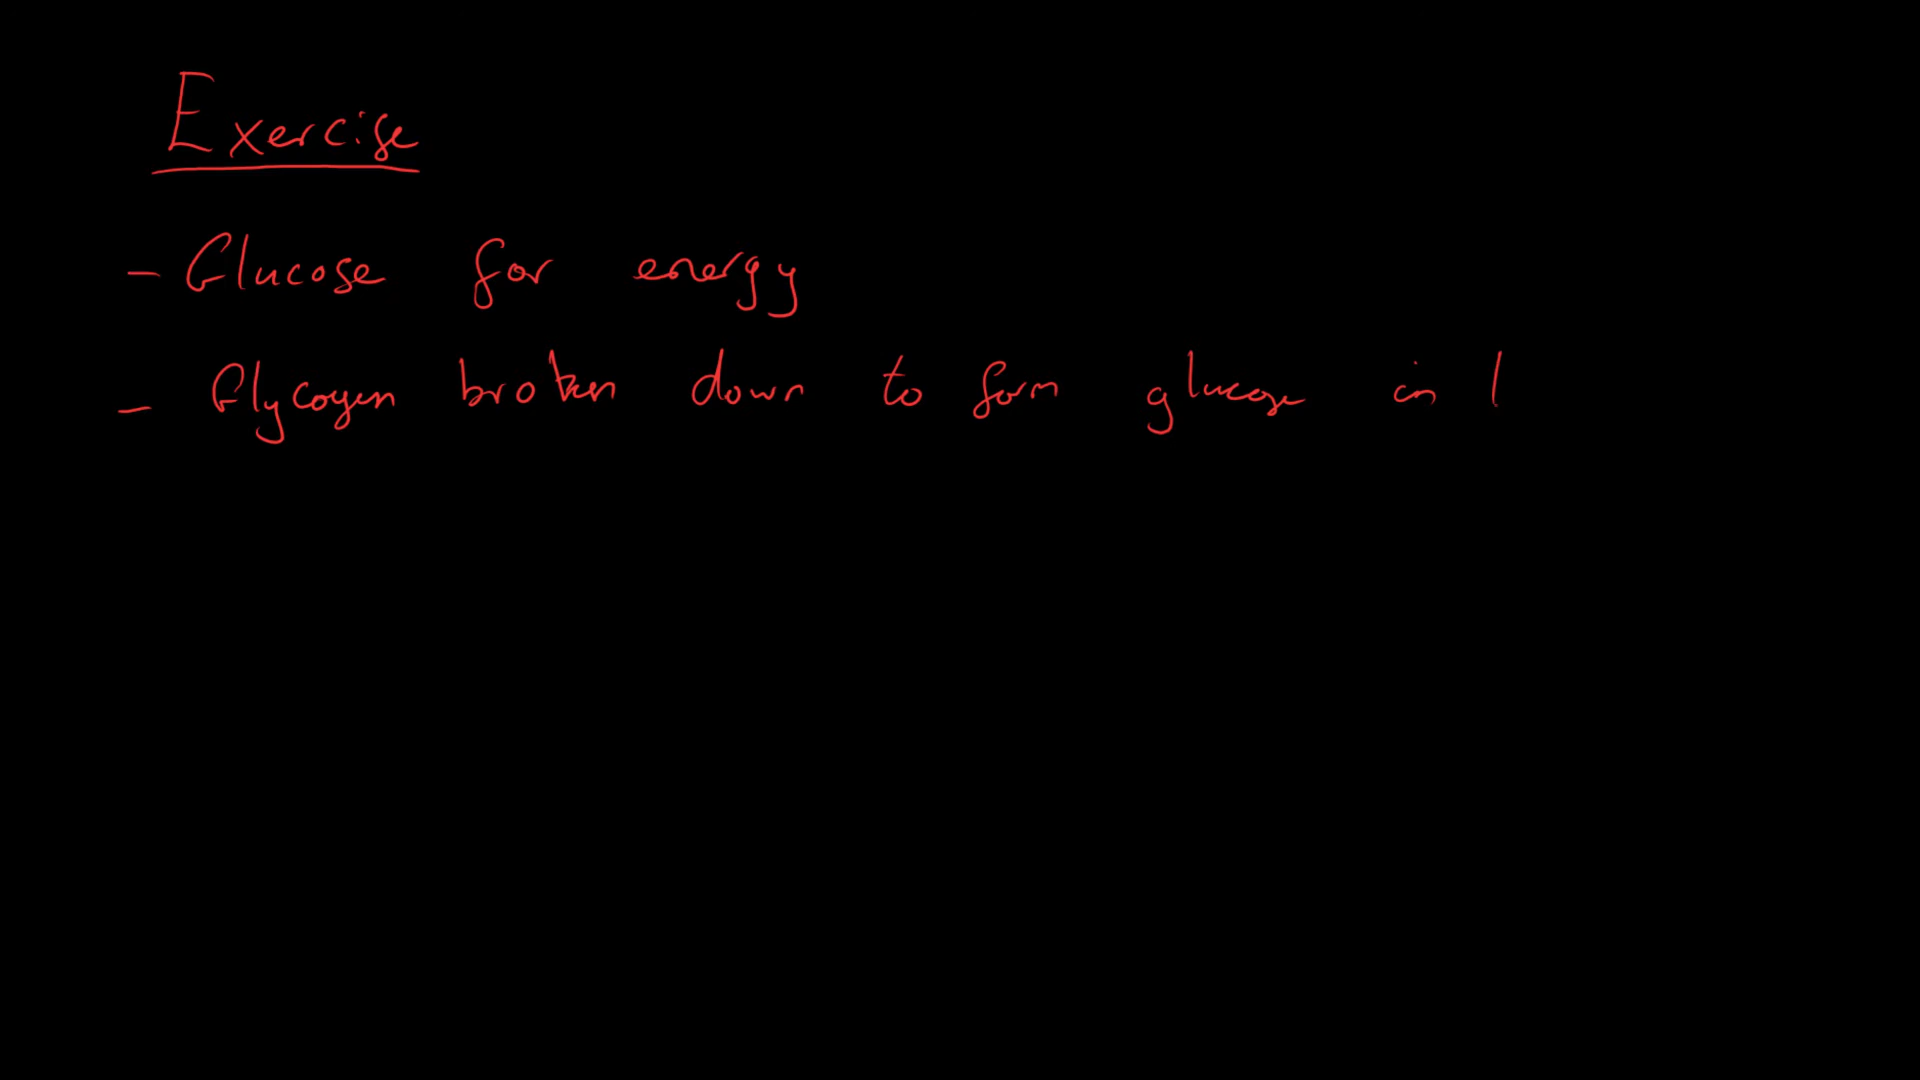 Exercise
- Glucose for energy
- Glycogen broken down to form glucose in l